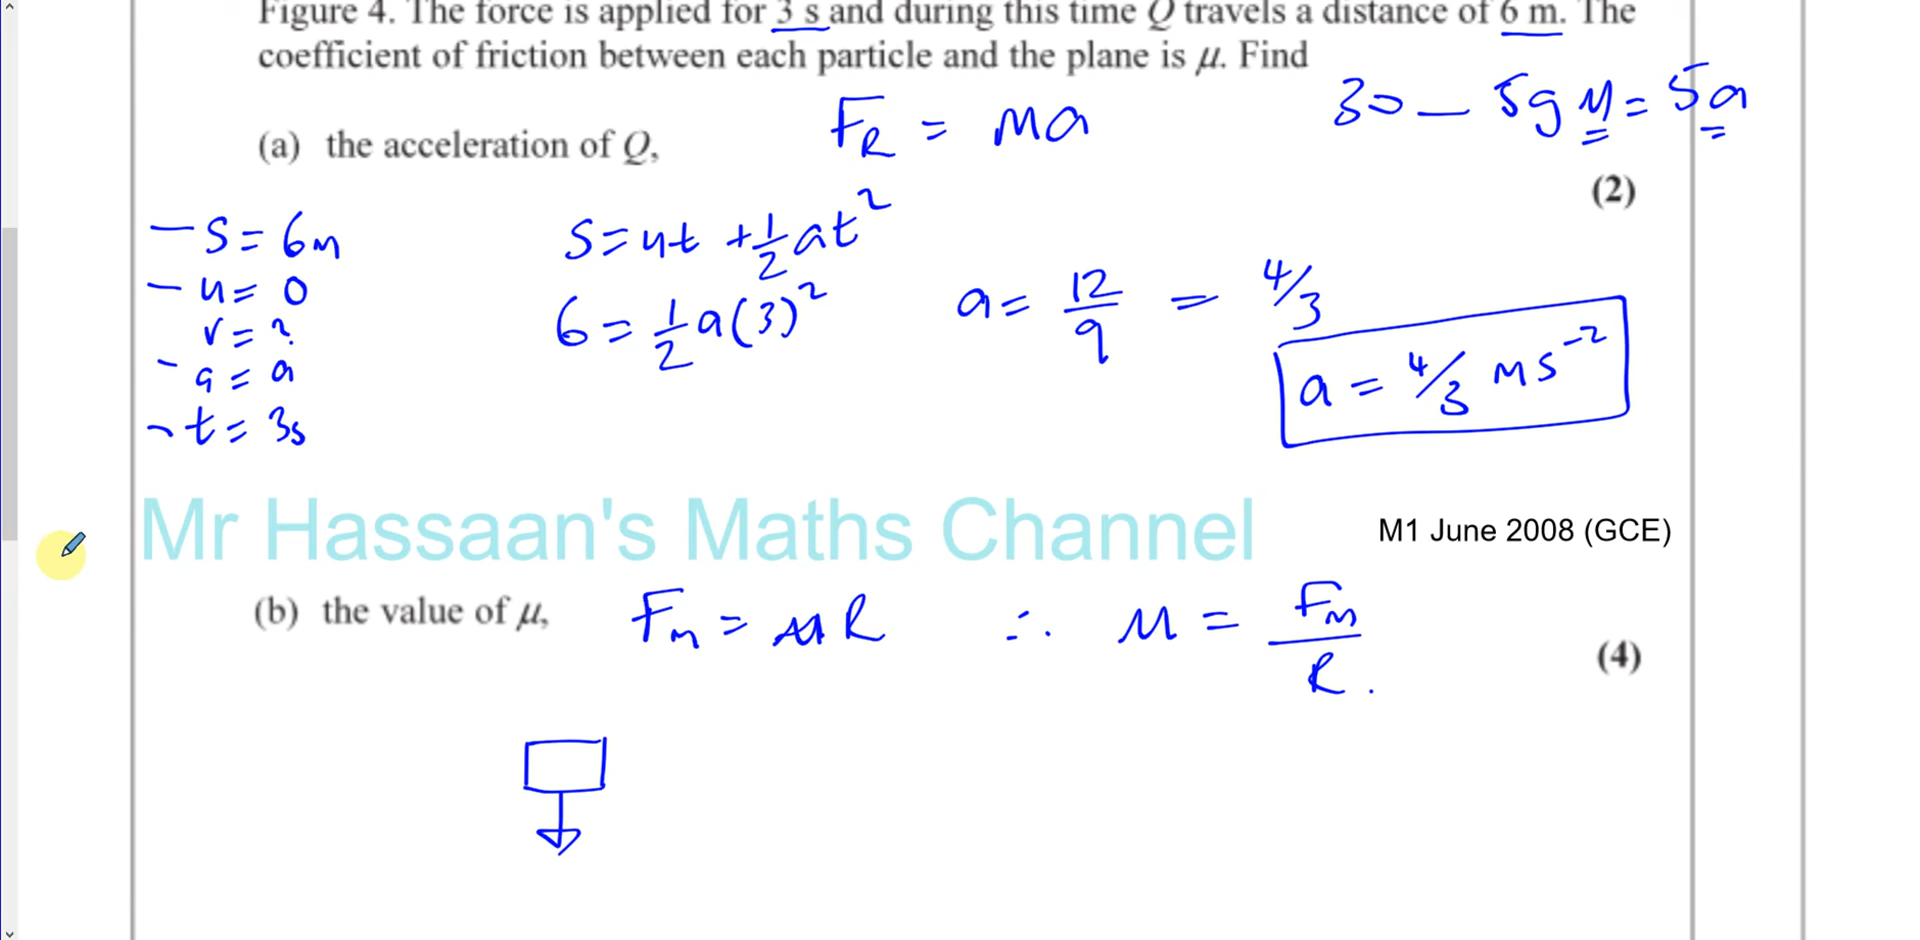 Figure 4. The force is applied for 3 s and during this time Q travels a distance of 6 m. The
coefficient of friction between each particle and the plane is μ. Find
30 - 5gμ = 5a
F_R = ma
(a) the acceleration of Q,
(2)
- s = 6m
- u = 0
v = ?
- a = a
- t = 3s
s = ut + 1/2 at²
6 = 1/2 a(3)²
a = 12/9 = 4/3
a = 4/3 ms⁻²
Mr Hassaan's Maths Channel
M1 June 2008 (GCE)
(b) the value of μ,
F_m = μR ∴ μ = F_m/R.
(4)